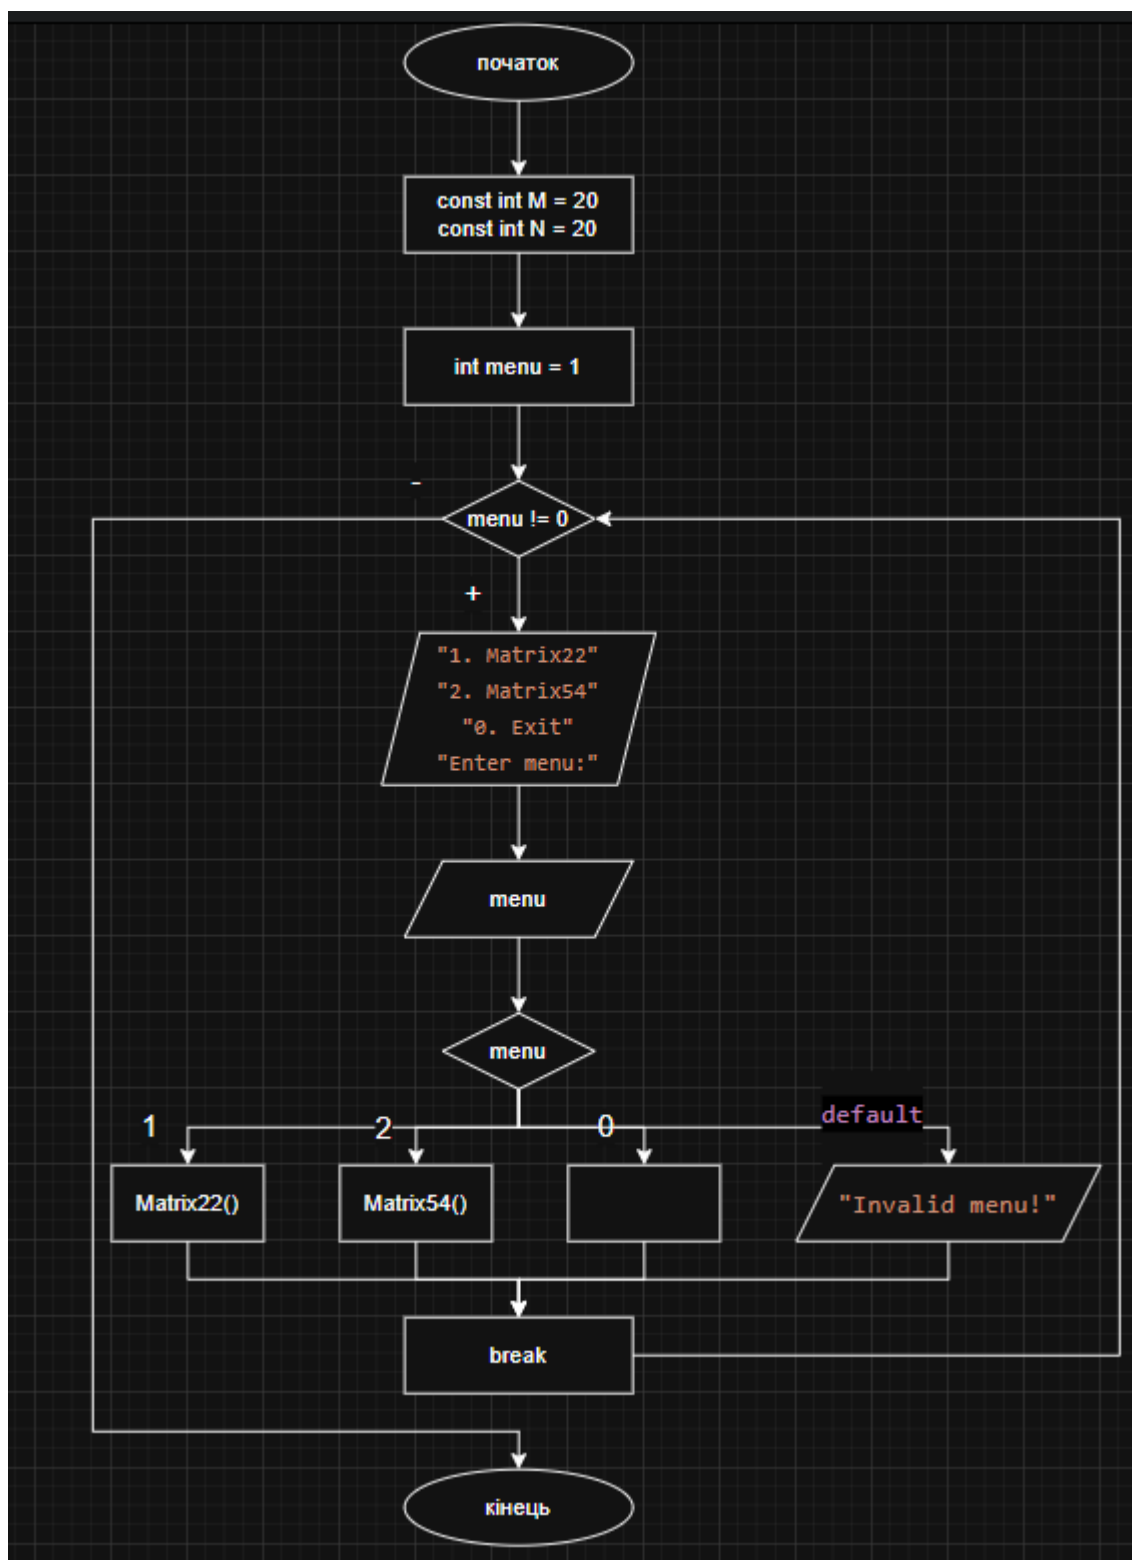 початок
const int M = 20
const int N = 20
int menu = 1
-
menu != 0
+
"1. Matrix22"
"2. Matrix54"
"0. Exit"
"Enter menu:"
menu
menu
1
2
0
default
Matrix22()
Matrix54()
"Invalid menu!"
break
кінець